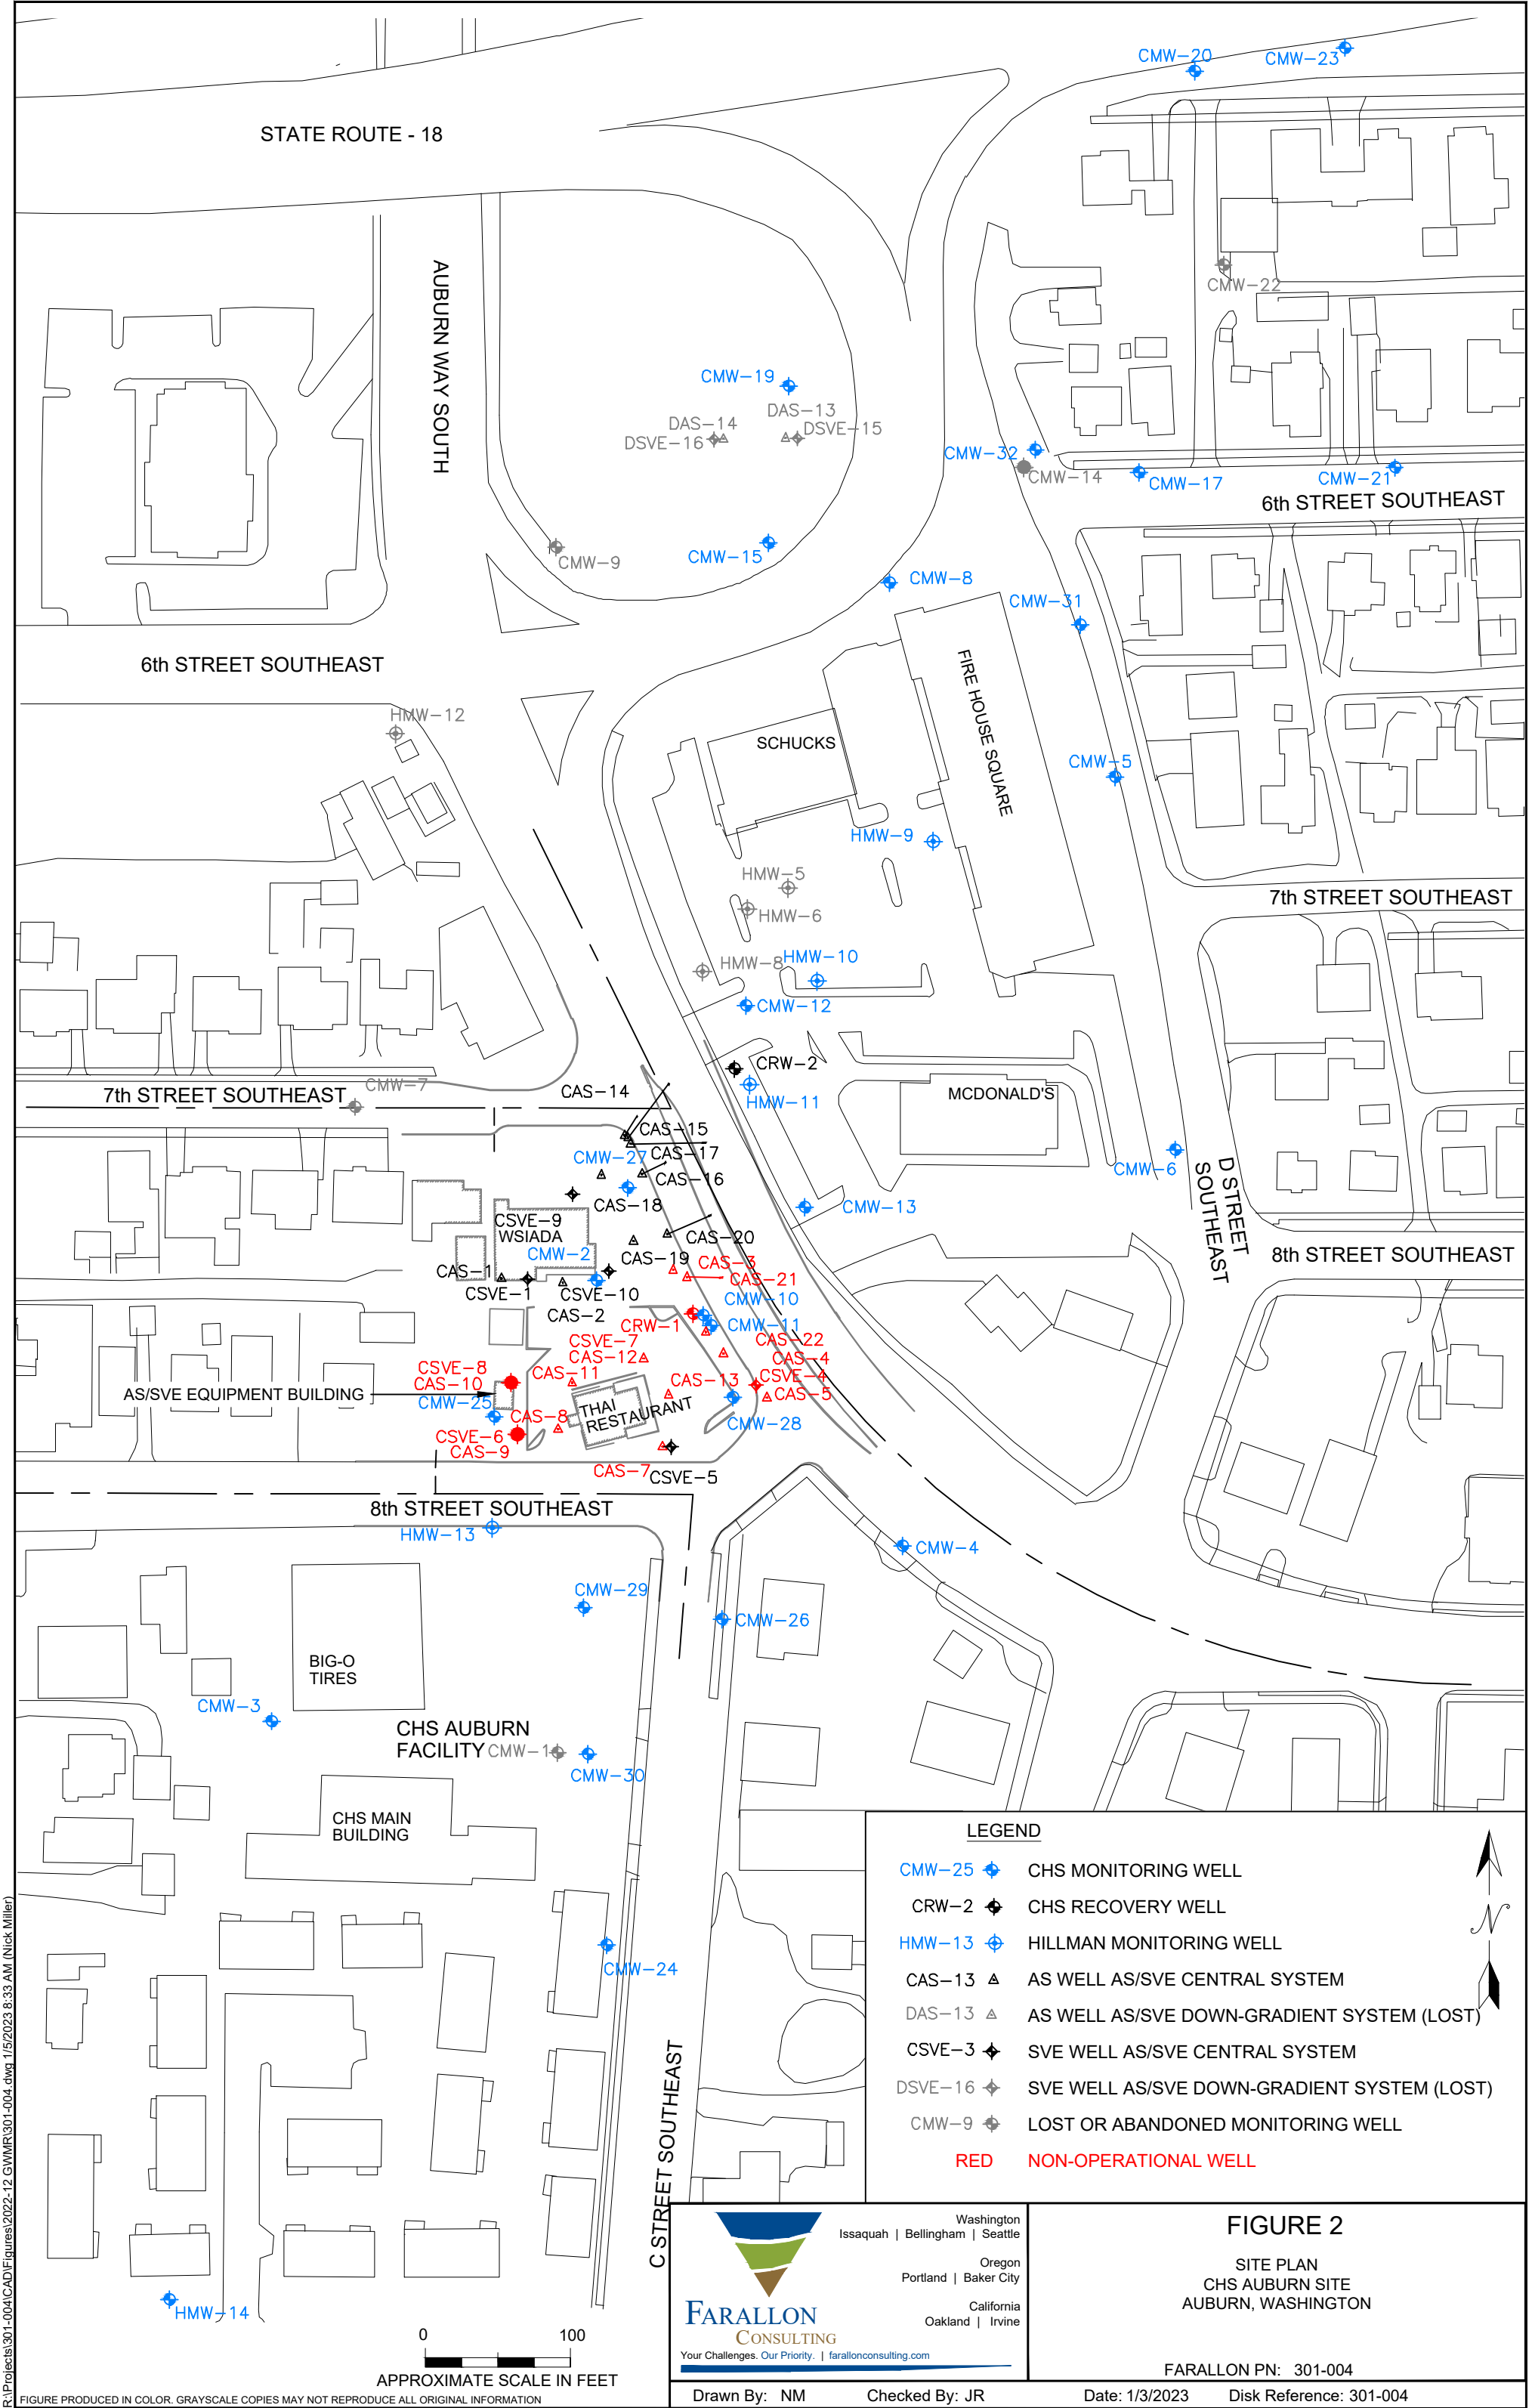 CMW-20
CMW-23
STATE ROUTE - 18
AUBURN WAY SOUTH
CMW-22
CMW-19
DAS-13
DAS-14
DSVE-15
DSVE-16
CMW-32
CMW-14
CMW-17
CMW-21
6th STREET SOUTHEAST
CMW-9
CMW-15
CMW-8
CMW-31
6th STREET SOUTHEAST
FIRE HOUSE SQUARE
HMW-12
SCHUCKS
CMW-5
HMW-9
HMW-5
HMW-6
7th STREET SOUTHEAST
HMW-8
HMW-10
CMW-12
CRW-2
HMW-11
MCDONALD'S
CMW-7
7th STREET SOUTHEAST
CAS-14
CAS-15
CAS-17
CMW-27
CAS-16
CMW-6
D STREET
SOUTHEAST
CAS-18
CMW-13
CSVE-9
WSIADA
CAS-20
CMW-2
CAS-19
8th STREET SOUTHEAST
CAS-3
CAS-1
CAS-21
CSVE-1
CSVE-10
CMW-10
CAS-2
CRW-1
CMW-11
CSVE-7
CAS-22
CAS-12
CAS-4
CSVE-8
CAS-11
CSVE-4
CAS-10
CAS-13
AS/SVE EQUIPMENT BUILDING
CAS-5
CMW-25
THAI
RESTAURANT
CAS-8
CMW-28
CSVE-6
CAS-9
CAS-7
CSVE-5
8th STREET SOUTHEAST
HMW-13
CMW-4
CMW-29
CMW-26
BIG-O
TIRES
CMW-3
CHS AUBURN
FACILITY
CMW-1
CMW-30
CHS MAIN
BUILDING
CMW-24
C STREET SOUTHEAST
HMW-14
LEGEND
CMW-25 CHS MONITORING WELL
CRW-2 CHS RECOVERY WELL
HMW-13 HILLMAN MONITORING WELL
CAS-13 AS WELL AS/SVE CENTRAL SYSTEM
DAS-13 AS WELL AS/SVE DOWN-GRADIENT SYSTEM (LOST)
CSVE-3 SVE WELL AS/SVE CENTRAL SYSTEM
DSVE-16 SVE WELL AS/SVE DOWN-GRADIENT SYSTEM (LOST)
CMW-9 LOST OR ABANDONED MONITORING WELL
RED NON-OPERATIONAL WELL
N
0 100
APPROXIMATE SCALE IN FEET
FIGURE PRODUCED IN COLOR. GRAYSCALE COPIES MAY NOT REPRODUCE ALL ORIGINAL INFORMATION
R:\Projects\301-004\CAD\Figures\2022-12 GWMR\301-004.dwg 1/5/2023 8:33 AM (Nick Miller)
Washington
Issaquah | Bellingham | Seattle
Oregon
Portland | Baker City
California
Oakland | Irvine
FARALLON
CONSULTING
Your Challenges. Our Priority. | farallonconsulting.com
FIGURE 2
SITE PLAN
CHS AUBURN SITE
AUBURN, WASHINGTON
FARALLON PN: 301-004
Drawn By: NM Checked By: JR Date: 1/3/2023 Disk Reference: 301-004